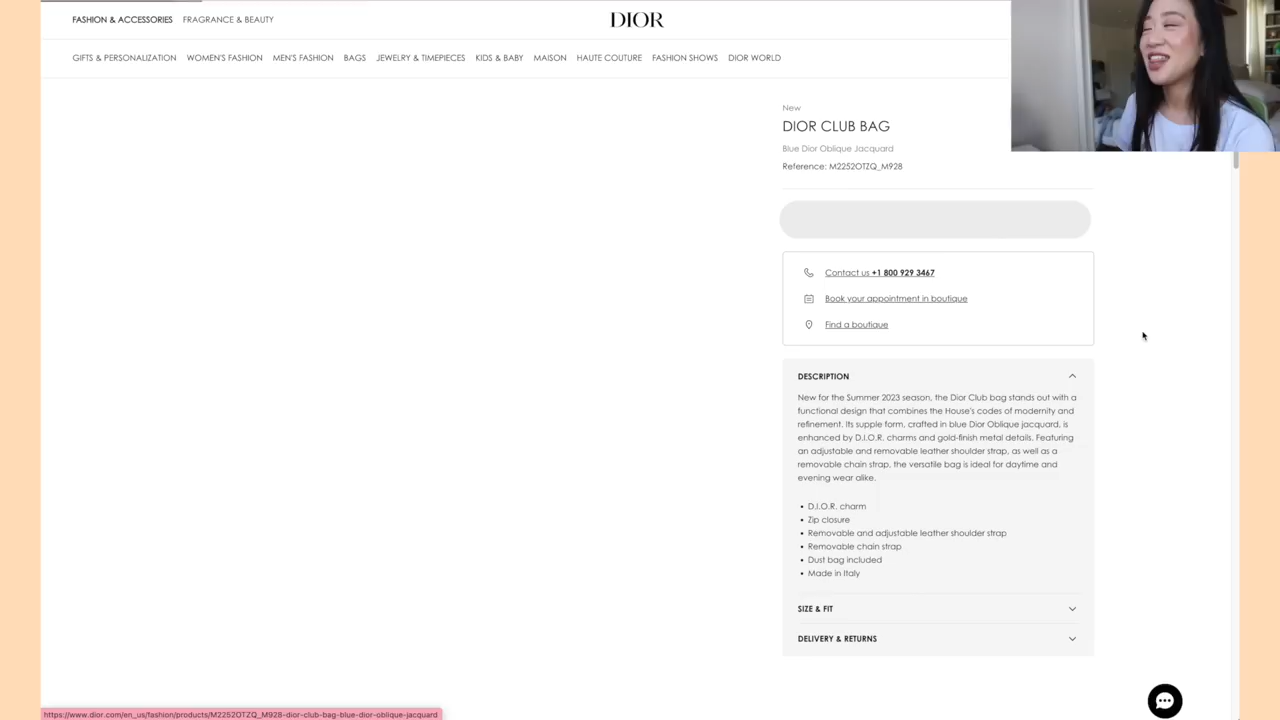 FASHION & ACCESSORIES FRAGRANCE & BEAUTY
DIOR
GIFTS & PERSONALIZATION WOMEN'S FASHION MEN'S FASHION BAGS JEWELRY & TIMEPIECES KIDS & BABY MAISON HAUTE COUTURE FASHION SHOWS DIOR WORLD
New
DIOR CLUB BAG
Blue Dior Oblique Jacquard
Reference: M2252OTZQ_M928
Contact us +1 800 929 3467
Book your appointment in boutique
Find a boutique
DESCRIPTION
New for the Summer 2023 season, the Dior Club bag stands out with a
functional design that combines the House's codes of modernity and
refinement. Its supple form, crafted in blue Dior Oblique jacquard, is
enhanced by D.I.O.R. charms and gold-finish metal details. Featuring
an adjustable and removable leather shoulder strap, as well as a
removable chain strap, the versatile bag is ideal for daytime and
evening wear alike.
• D.I.O.R. charm
• Zip closure
• Removable and adjustable leather shoulder strap
• Removable chain strap
• Dust bag included
• Made in Italy
SIZE & FIT
DELIVERY & RETURNS
https://www.dior.com/en_us/fashion/products/M2252OTZQ_M928-dior-club-bag-blue-dior-oblique-jacquard